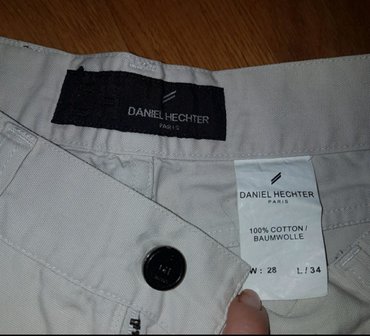 DANIEL HECHTER
PARIS
DANIEL HECHTER
PARIS
100% COTTON /
BAUMWOLLE
W : 28 L / 34